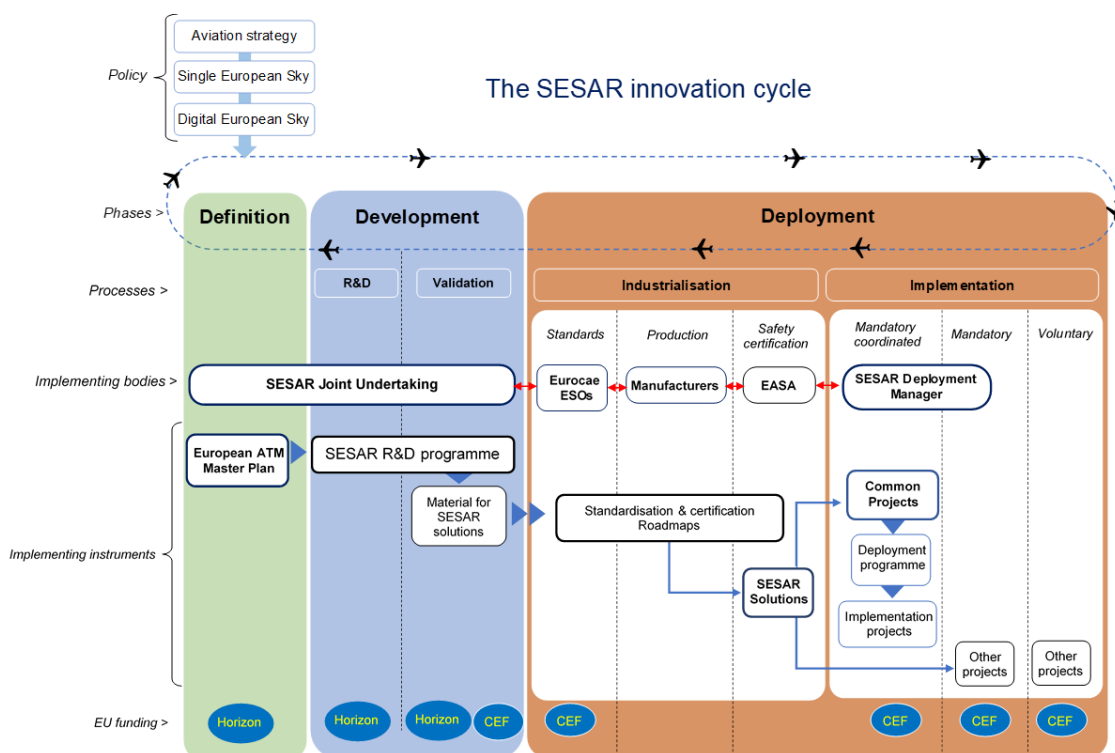 Aviation strategy
Policy
Single European Sky
Digital European Sky
The SESAR innovation cycle
Phases >
Definition
Development
Deployment
Processes >
R&D
Validation
Industrialisation
Implementation
Standards
Production
Safety
certification
Mandatory
coordinated
Mandatory
Voluntary
Implementing bodies >
SESAR Joint Undertaking
Eurocae
ESOs
Manufacturers
EASA
SESAR Deployment
Manager
European ATM
Master Plan
SESAR R&D programme
Material for
SESAR
solutions
Standardisation & certification
Roadmaps
Common
Projects
Implementing instruments
Deployment
programme
SESAR
Solutions
Implementation
projects
Other
projects
Other
projects
EU funding >
Horizon
Horizon
Horizon
CEF
CEF
CEF
CEF
CEF